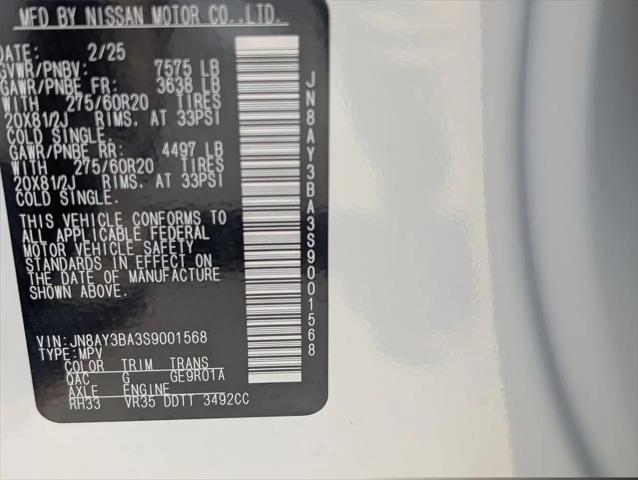 MFD BY NISSAN MOTOR CO.,LTD.
DATE: 2/25
GVWR/PNBV: 7575 LB
GAWR/PNBE FR: 3638 LB
WITH 275/60R20 TIRES
20X81/2J RIMS. AT 33PSI
COLD SINGLE.
GAWR/PNBE RR: 4497 LB
WITH 275/60R20 TIRES
20X81/2J RIMS. AT 33PSI
COLD SINGLE.
THIS VEHICLE CONFORMS TO
ALL APPLICABLE FEDERAL
MOTOR VEHICLE SAFETY
STANDARDS IN EFFECT ON
THE DATE OF MANUFACTURE
SHOWN ABOVE.
VIN:JN8AY3BA3S9001568
TYPE:MPV
COLOR TRIM TRANS
QAC G GE9R01A
AXLE ENGINE
RH33 VR35 DDTT 3492CC
JN8AY3BA3S9001568